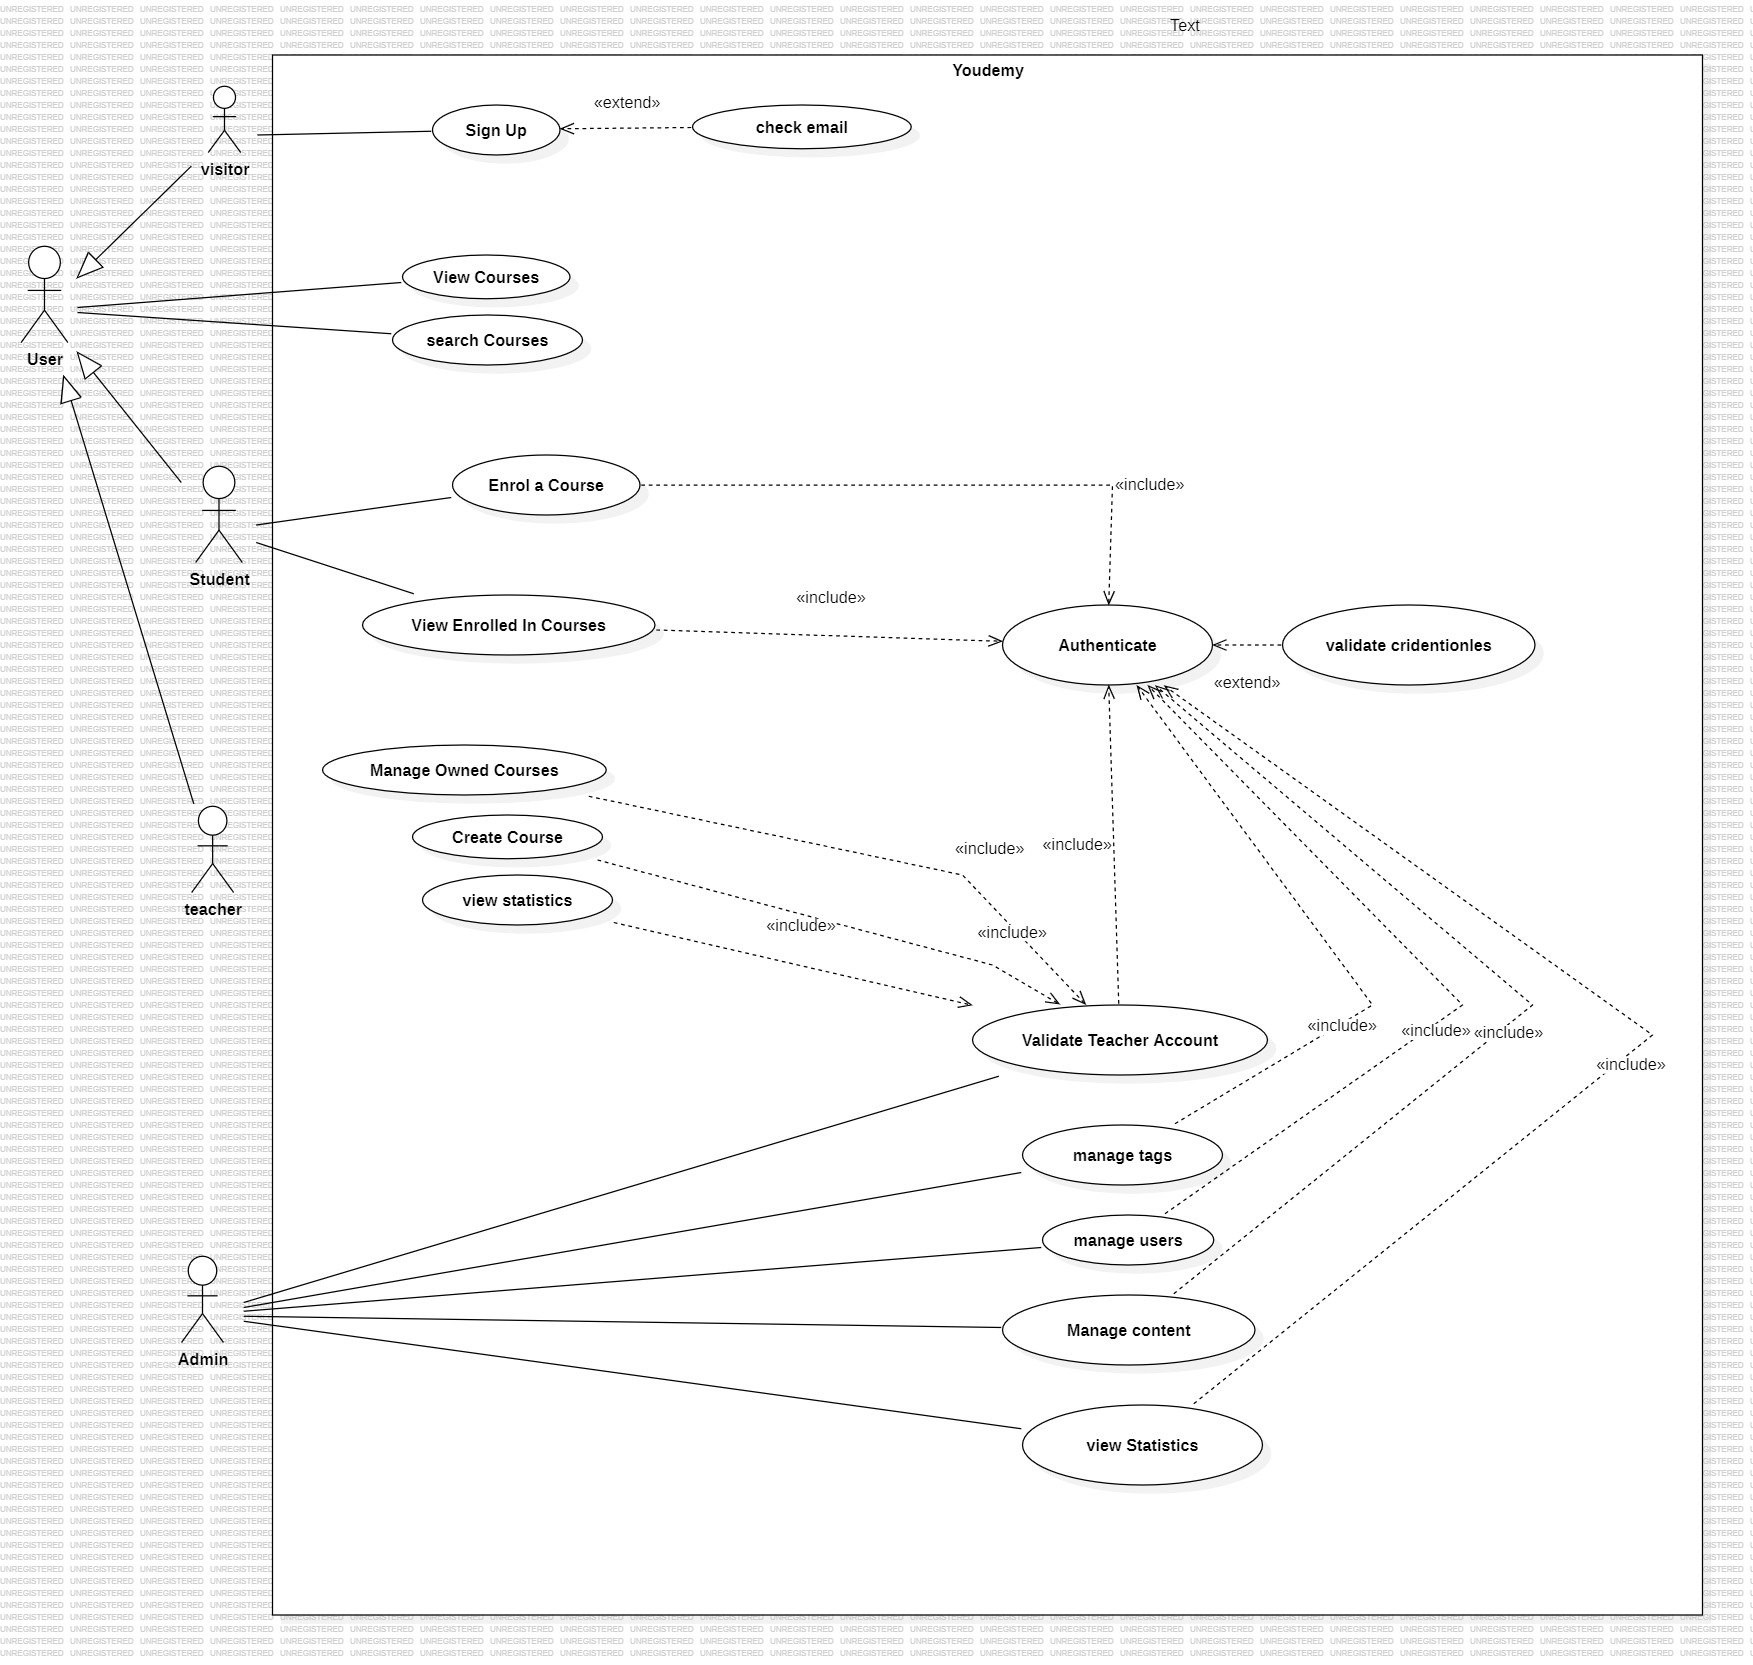 Text
Youdemy
«extend»
Sign Up
check email
visitor
View Courses
search Courses
User
Enrol a Course
«include»
Student
«include»
View Enrolled In Courses
Authenticate
validate cridentionles
«extend»
Manage Owned Courses
Create Course
«include»
«include»
view statistics
teacher
«include»
«include»
Validate Teacher Account
«include»
«include»
«include»
«include»
manage tags
manage users
Manage content
Admin
view Statistics
UNREGISTERED